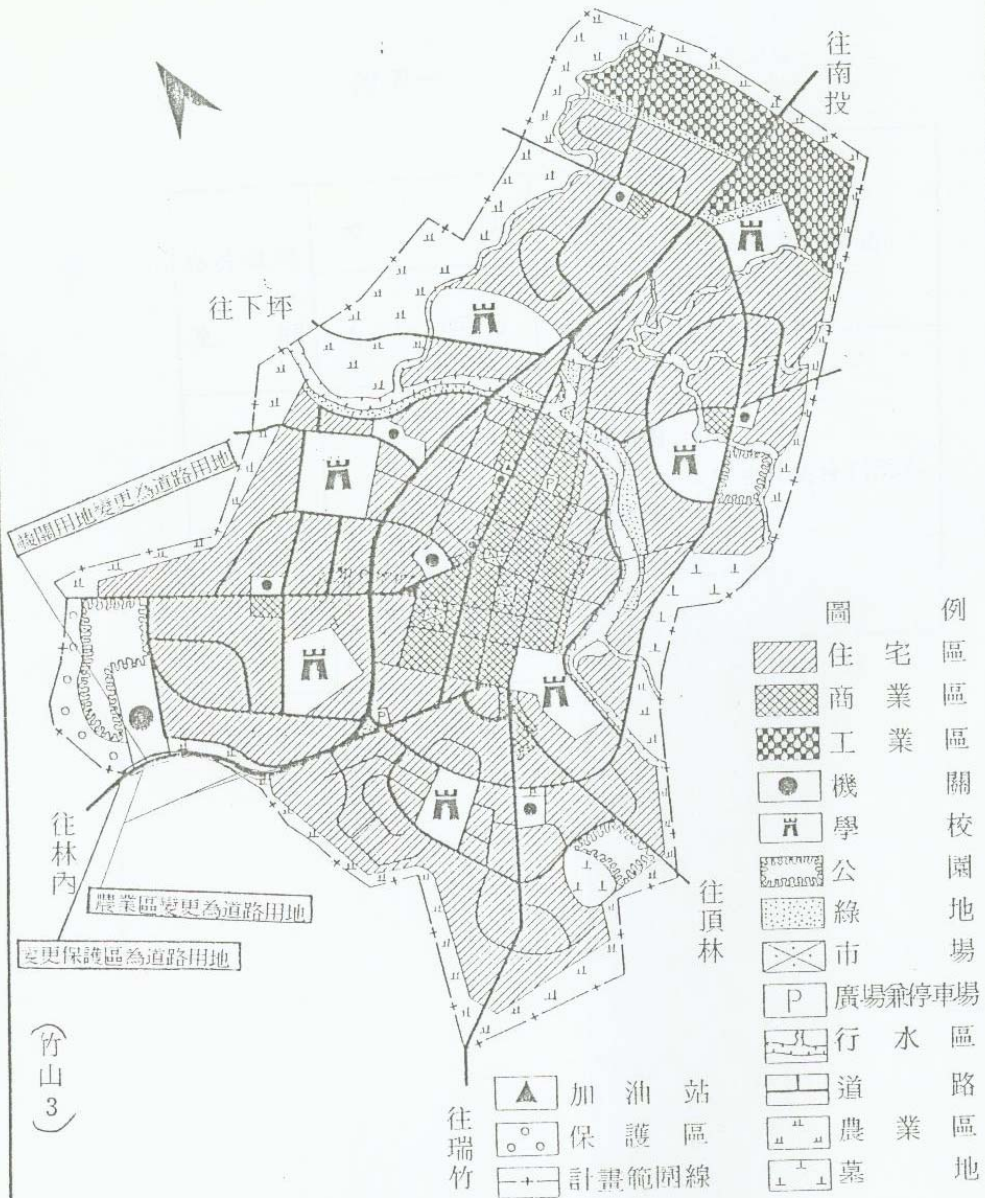 往南投
往下坪
機關用地變更為道路用地
往林內
農業區變更為道路用地
變更保護區為道路用地
往頂林
往瑞竹
(竹山3)
圖例
住宅區
商業區
工業區
機關
學校
公園
綠地
市場
P 廣場兼停車場
行水區
道路
農業區
墓地
加油站
保護區
計畫範圍線
P
P